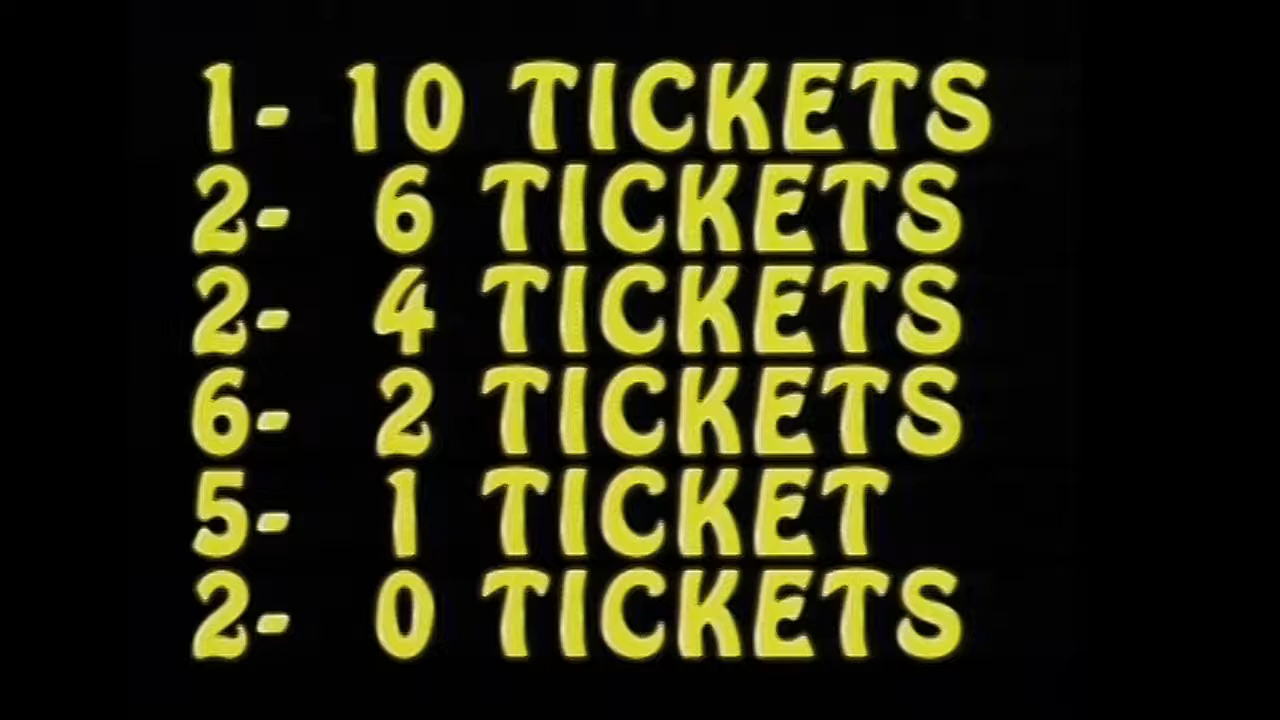 1- 10 TICKETS
2- 6 TICKETS
2- 4 TICKETS
6- 2 TICKETS
5- 1 TICKET
2- 0 TICKETS